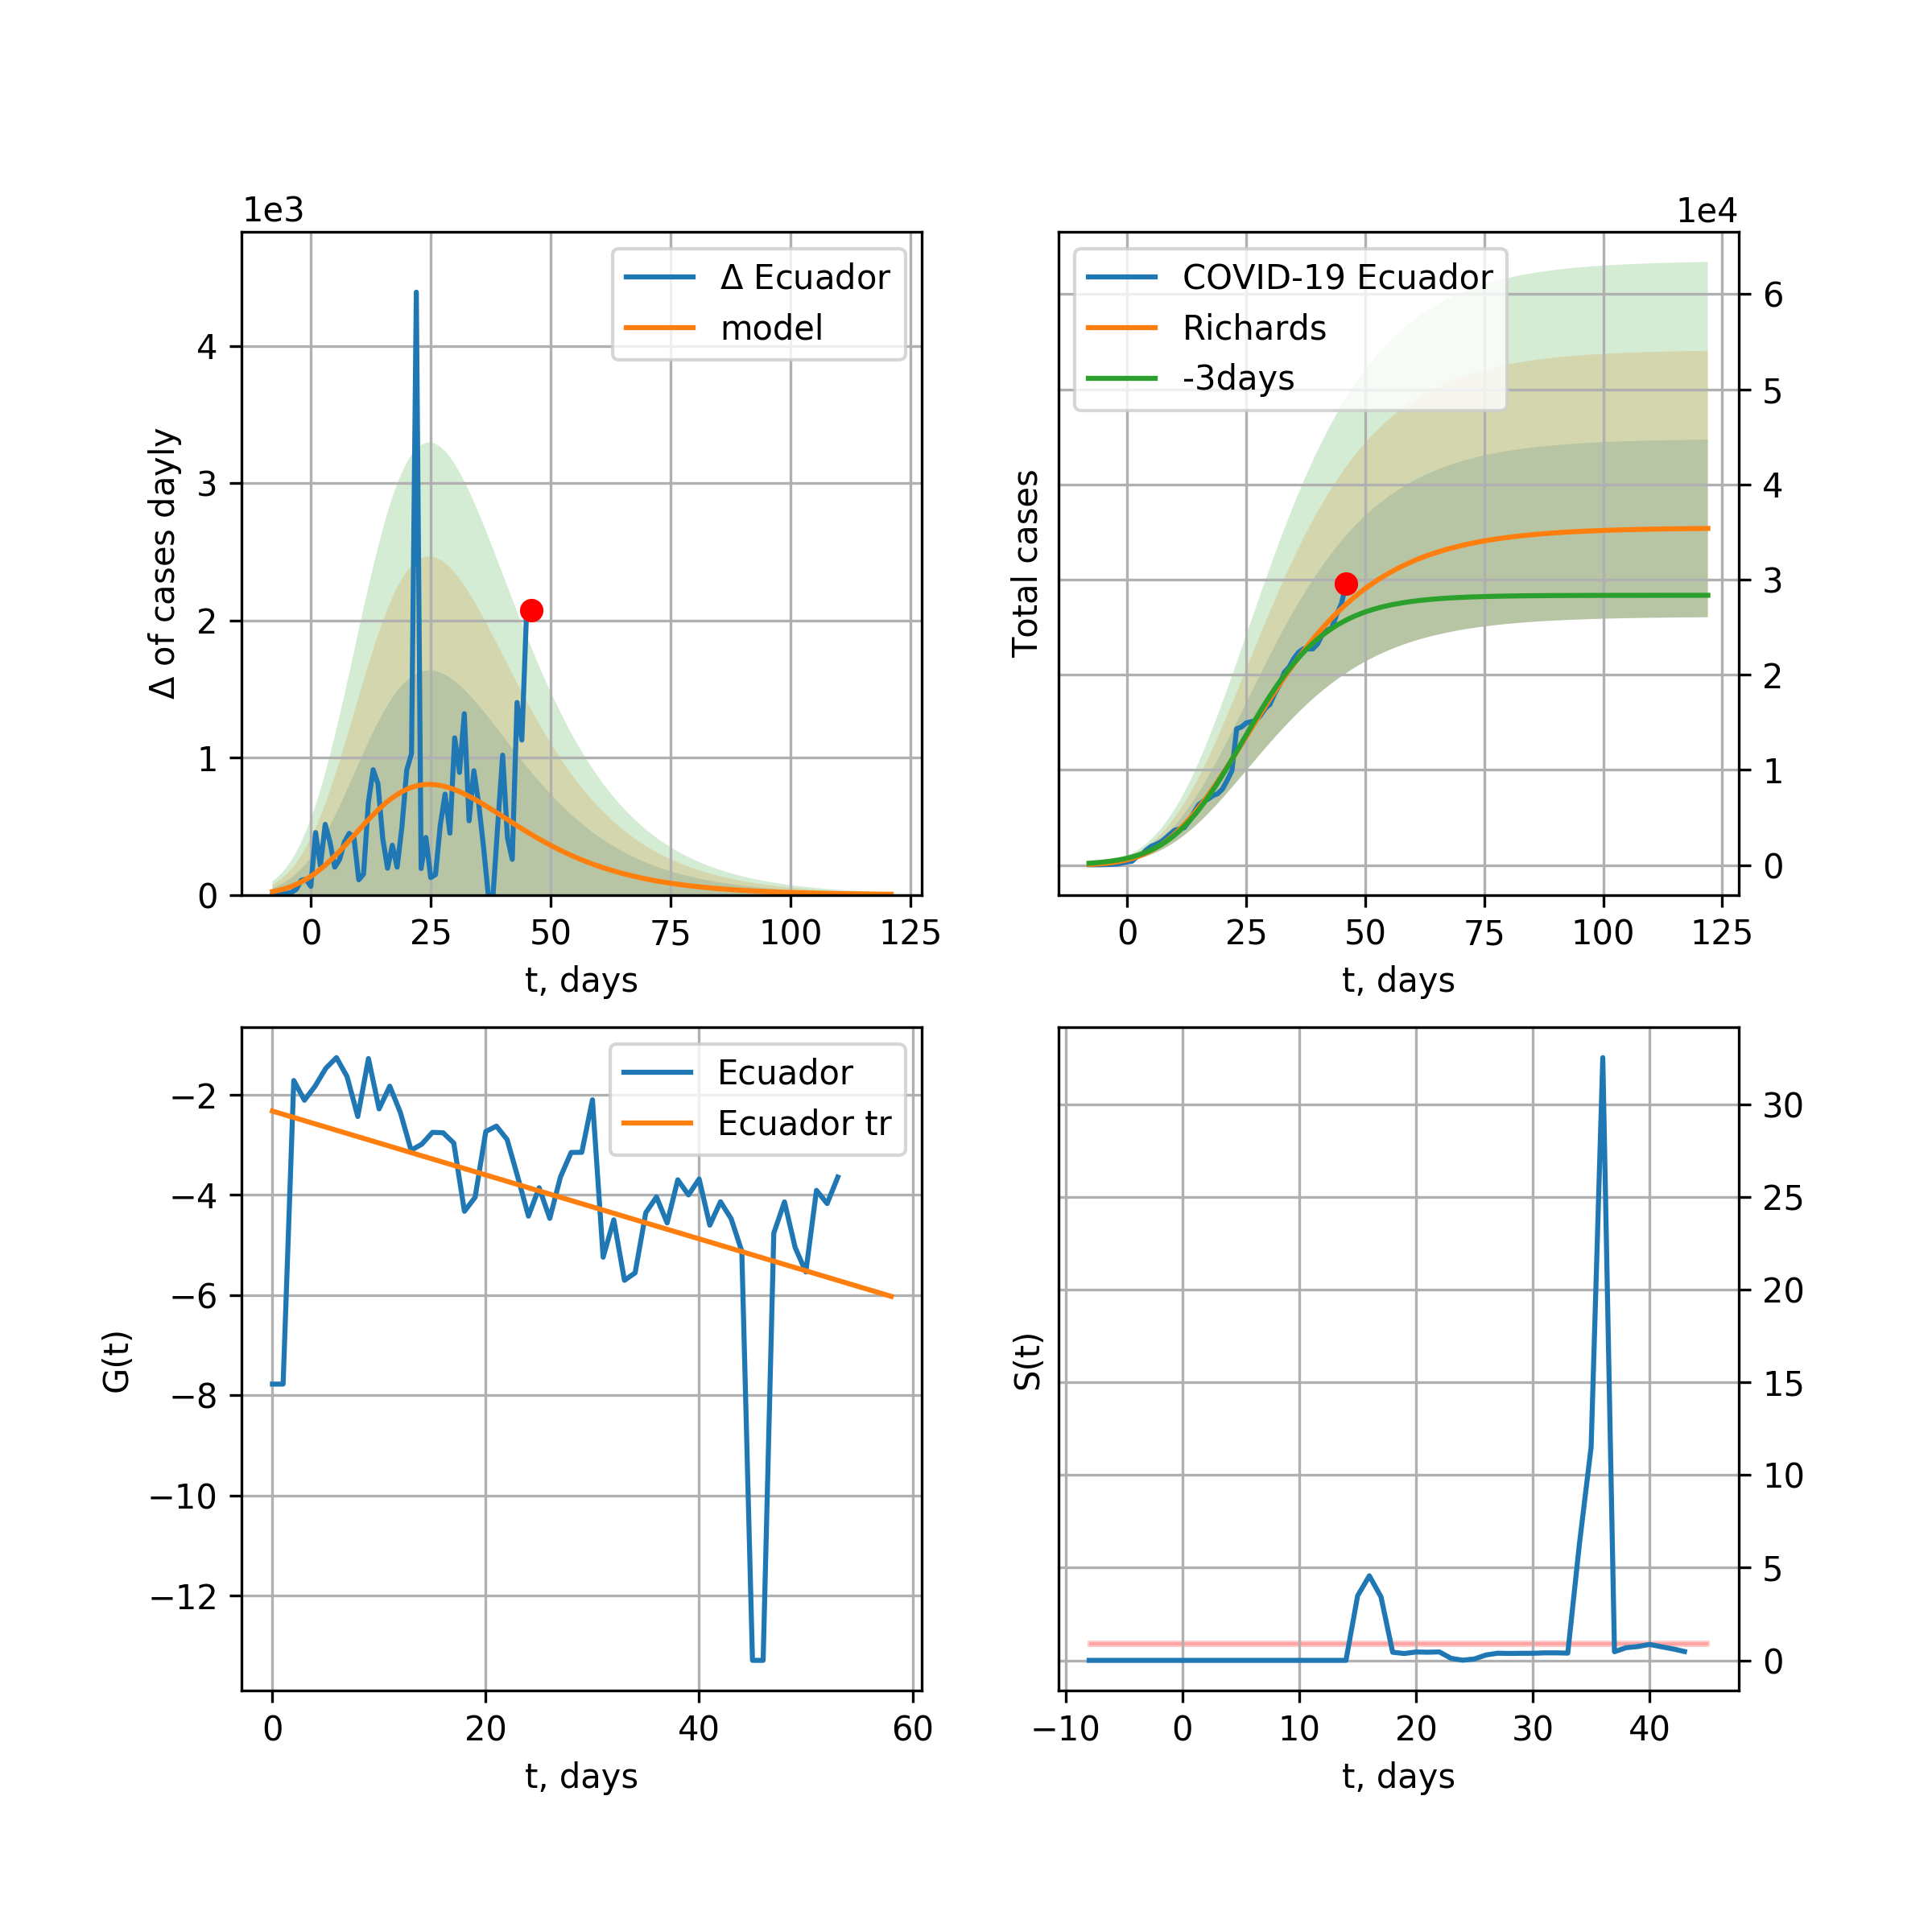 1e3
Δ of cases dayly
4
3
2
1
0
Δ Ecuador
model
0 25 50 75 100 125
t, days
1e4
Total cases
COVID-19 Ecuador
Richards
-3days
6
5
4
3
2
1
0
0 25 50 75 100 125
t, days
G(t)
−2
−4
−6
−8
−10
−12
Ecuador
Ecuador tr
0 20 40 60
t, days
S(t)
30
25
20
15
10
5
0
−10 0 10 20 30 40
t, days